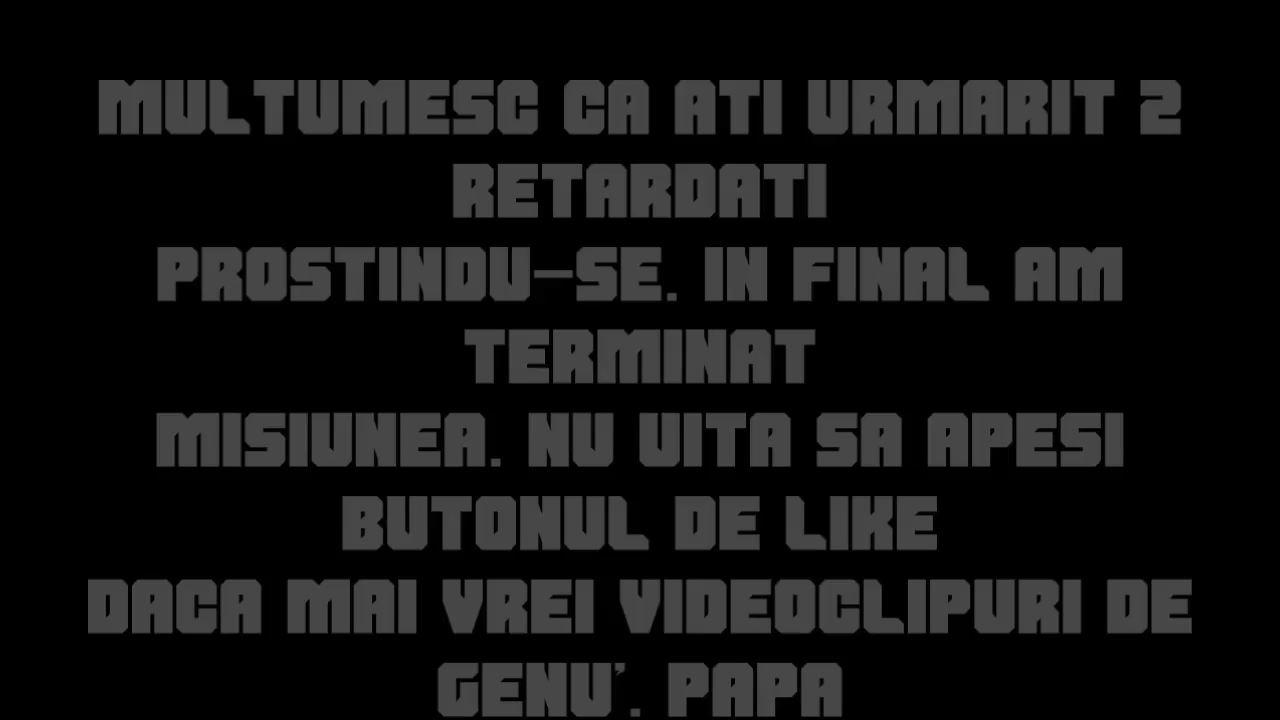 MULTUMESC CA ATI URMARIT 2
RETARDATI
PROSTINDU-SE. IN FINAL AM
TERMINAT
MISIUNEA. NU UITA SA APESI
BUTONUL DE LIKE
DACA MAI VREI VIDEOCLIPURI DE
GENU'. PAPA